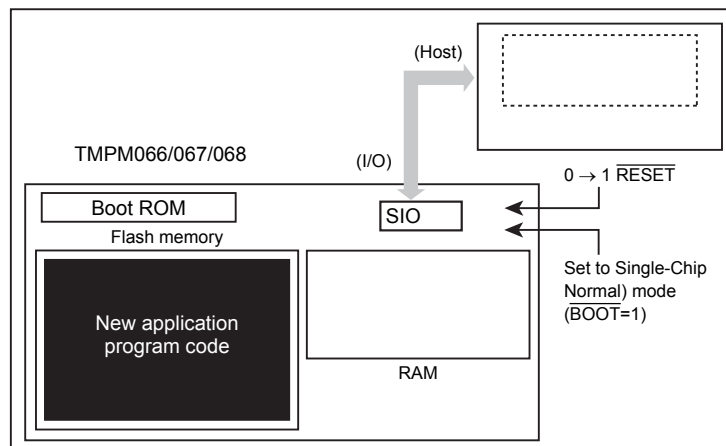 (Host)
TMPM066/067/068
(I/O)
0 → 1 RESET
Boot ROM
SIO
Flash memory
Set to Single-Chip
Normal) mode
(BOOT=1)
New application
program code
RAM